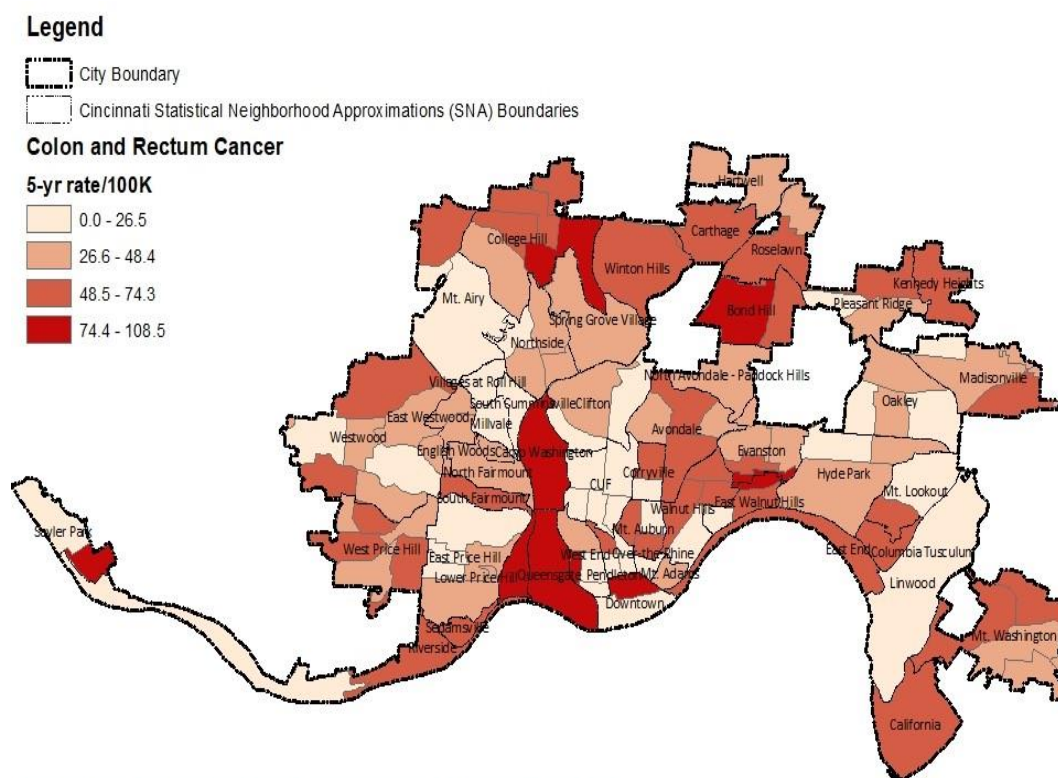 Legend
City Boundary
Cincinnati Statistical Neighborhood Approximations (SNA) Boundaries
Colon and Rectum Cancer
5-yr rate/100K
0.0 - 26.5
26.6 - 48.4
48.5 - 74.3
74.4 - 108.5
Hartwell
Carthage
College Hill
Roselawn
Winton Hills
Kennedy Heights
Mt. Airy
Pleasant Ridge
Bond Hill
Spring Grove Village
Northside
North Avondale - Paddock Hills
Madisonville
Villages at Roll Hill
Oakley
South Cumminsville
Clifton
East Westwood
Millvale
Avondale
Westwood
English Woods
Camp Washington
Evanston
North Fairmount
Corryville
Hyde Park
CUF
Mt. Lookout
South Fairmount
Walnut Hills
East Walnut Hills
Mt. Auburn
Sayler Park
West Price Hill
East Price Hill
West End
Over-the-Rhine
East End
Columbia Tusculum
Lower Price Hill
Queensgate
Pendleton
Mt. Adams
Linwood
Downtown
Sedamsville
Riverside
Mt. Washington
California